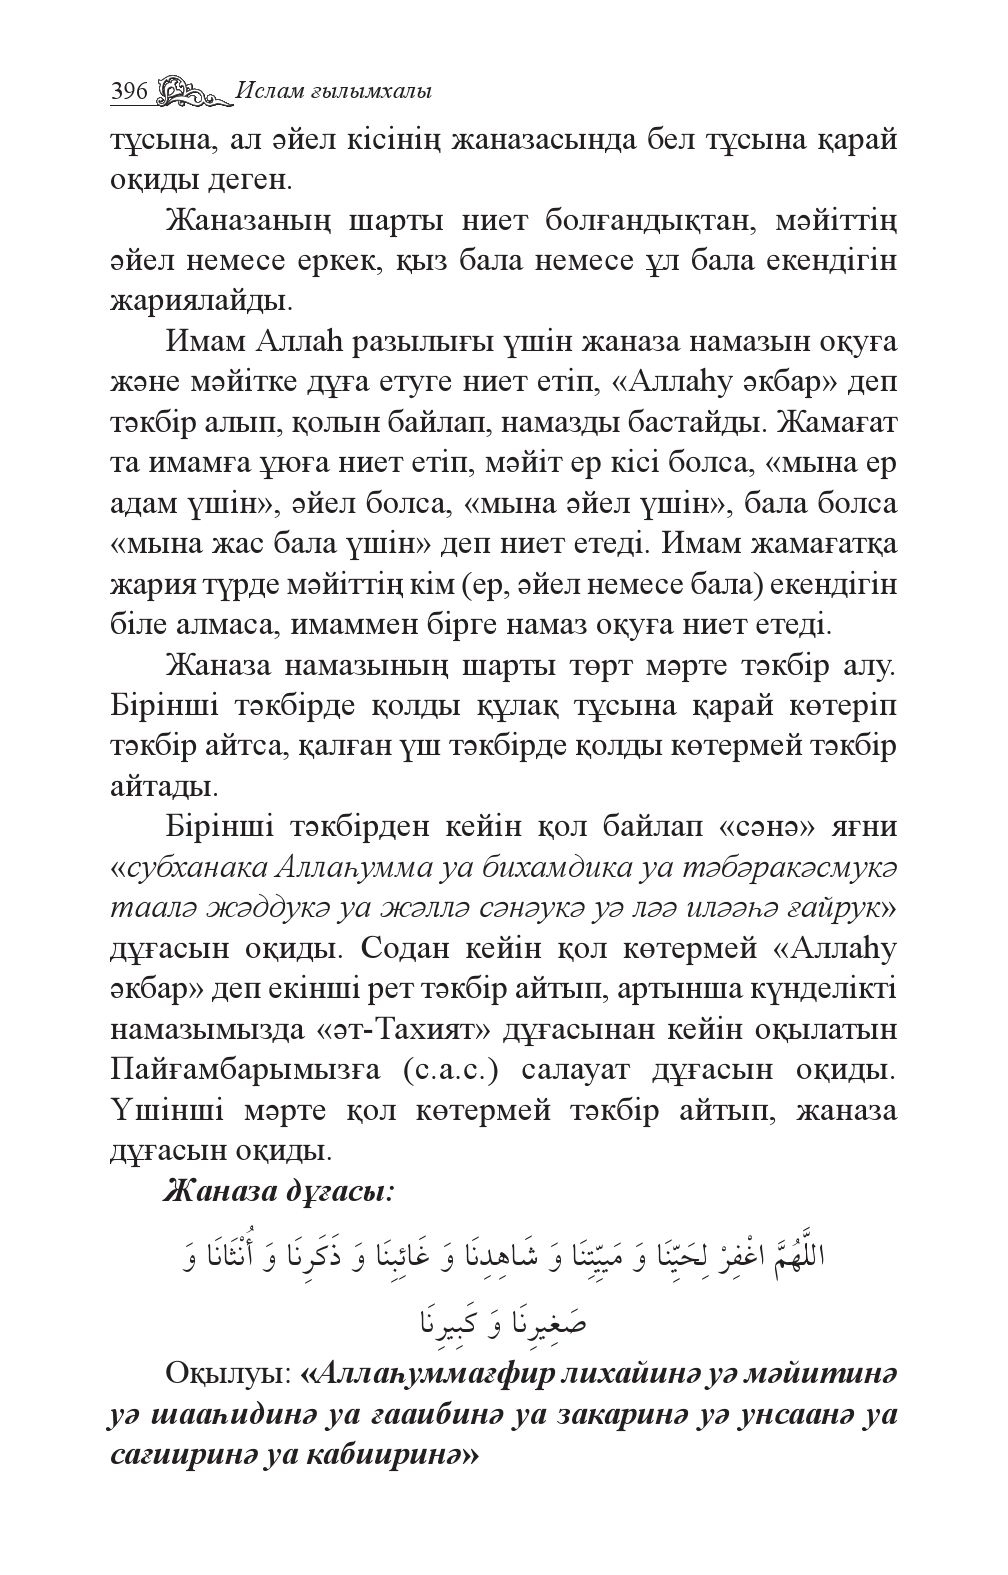 396 Ислам ғылымхалы
тұсына, ал әйел кісінің жаназасында бел тұсына қарай
оқиды деген.
Жаназаның шарты ниет болғандықтан, мәйіттің
әйел немесе еркек, қыз бала немесе ұл бала екендігін
жариялайды.
Имам Аллаһ разылығы үшін жаназа намазын оқуға
және мәйітке дұға етуге ниет етіп, «Аллаһу әкбар» деп
тәкбір алып, қолын байлап, намазды бастайды. Жамағат
та имамға ұюға ниет етіп, мәйіт ер кісі болса, «мына ер
адам үшін», әйел болса, «мына әйел үшін», бала болса
«мына жас бала үшін» деп ниет етеді. Имам жамағатқа
жария түрде мәйіттің кім (ер, әйел немесе бала) екендігін
біле алмаса, имаммен бірге намаз оқуға ниет етеді.
Жаназа намазының шарты төрт мәрте тәкбір алу.
Бірінші тәкбірде қолды құлақ тұсына қарай көтеріп
тәкбір айтса, қалған үш тәкбірде қолды көтермей тәкбір
айтады.
Бірінші тәкбірден кейін қол байлап «сәнә» яғни
«субханака Аллаһумма уа бихамдика уа тәбәракәсмукә
таалә жәддукә уа жәллә сәнәукә уә ләә иләәһә ғайрук»
дұғасын оқиды. Содан кейін қол көтермей «Аллаһу
әкбар» деп екінші рет тәкбір айтып, артынша күнделікті
намазымызда «әт-Тахият» дұғасынан кейін оқылатын
Пайғамбарымызға (с.а.с.) салауат дұғасын оқиды.
Үшінші мәрте қол көтермей тәкбір айтып, жаназа
дұғасын оқиды.
Жаназа дұғасы:
اللَّهُمَّ اغْفِرْ لِحَيِّنَا وَ مَيِّتِنَا وَ شَاهِدِنَا وَ غَائِبِنَا وَ ذَكَرِنَا وَ أُنْثَانَا وَ
صَغِيرِنَا وَ كَبِيرِنَا
Оқылуы: «Аллаһуммағфир лихайинә уә мәйитинә
уә шааһидинә уа ғааибинә уа закаринә уә унсаанә уа
сағииринә уа кабииринә»